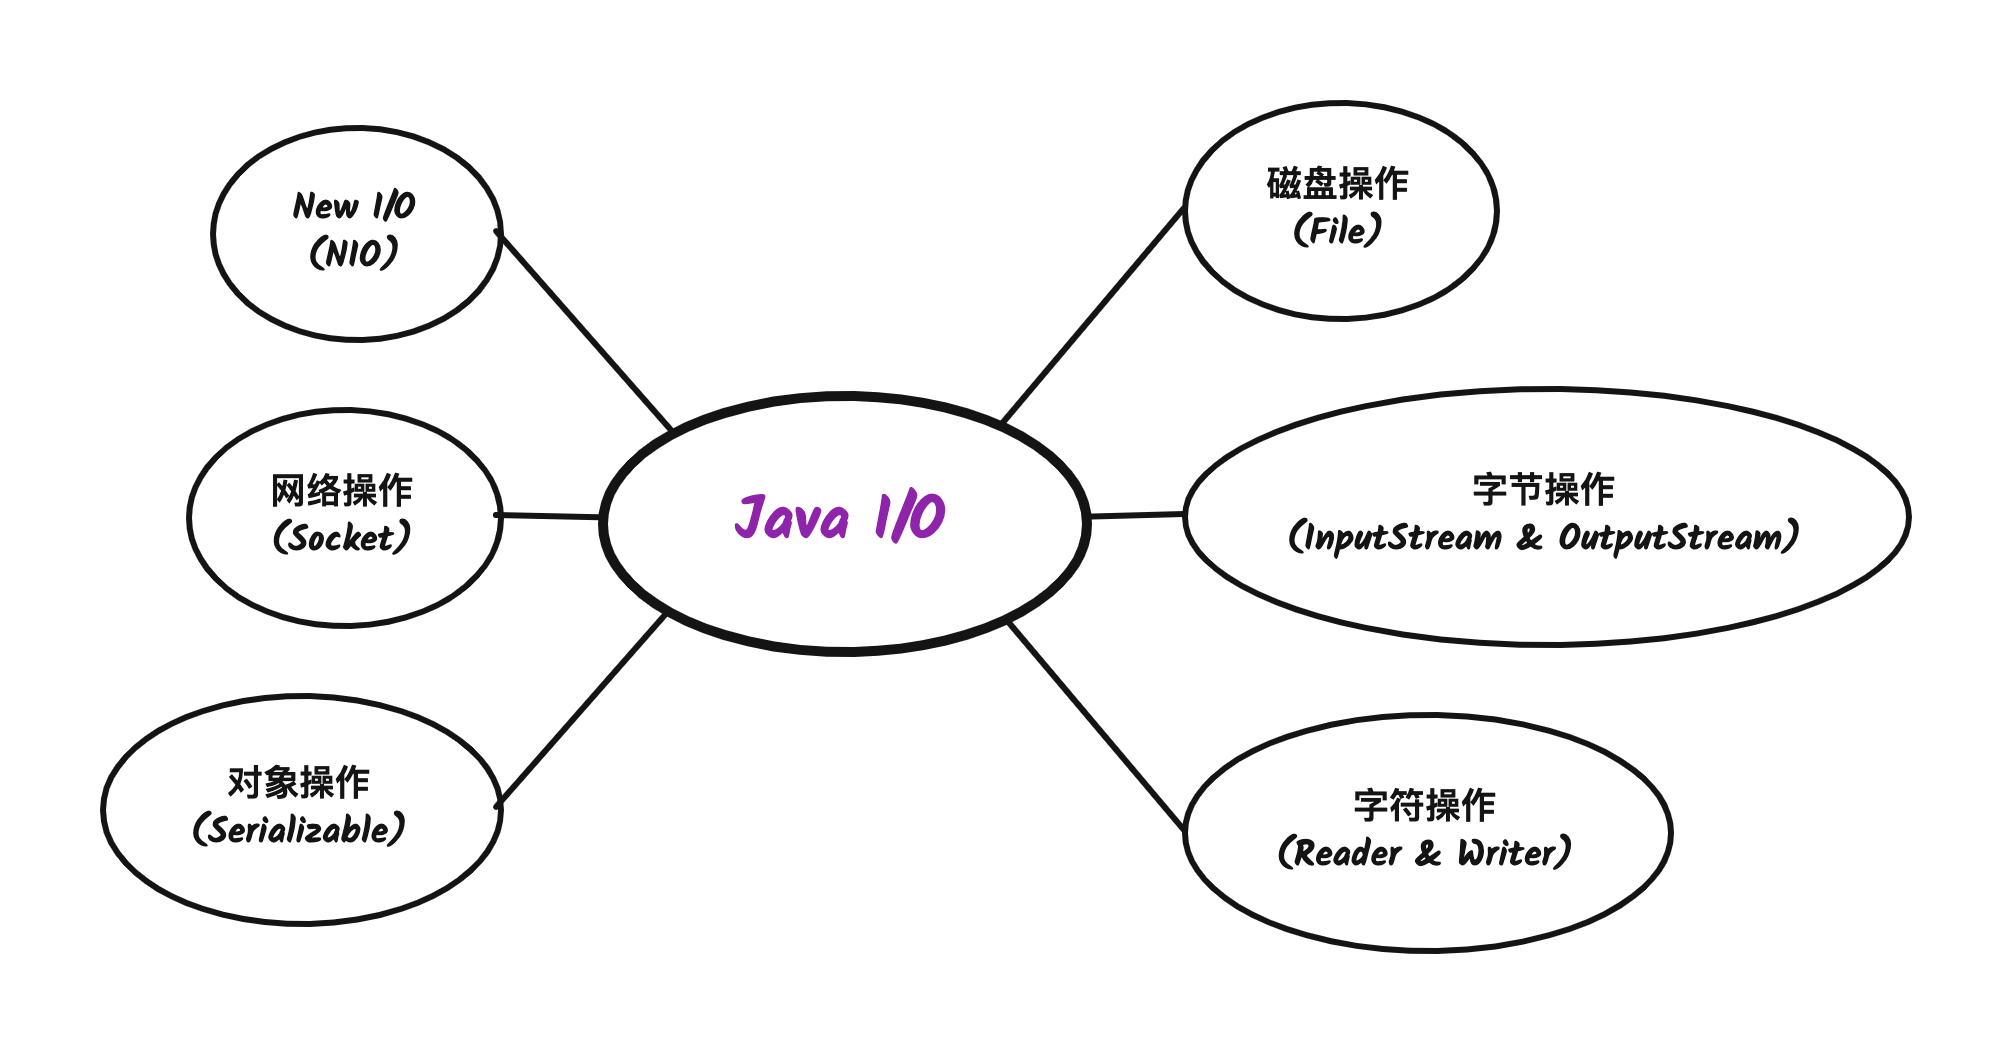 New I/O
(NIO)
网络操作
(Socket)
对象操作
(Serializable)
Java I/O
磁盘操作
(File)
字节操作
(InputStream & OutputStream)
字符操作
(Reader & Writer)